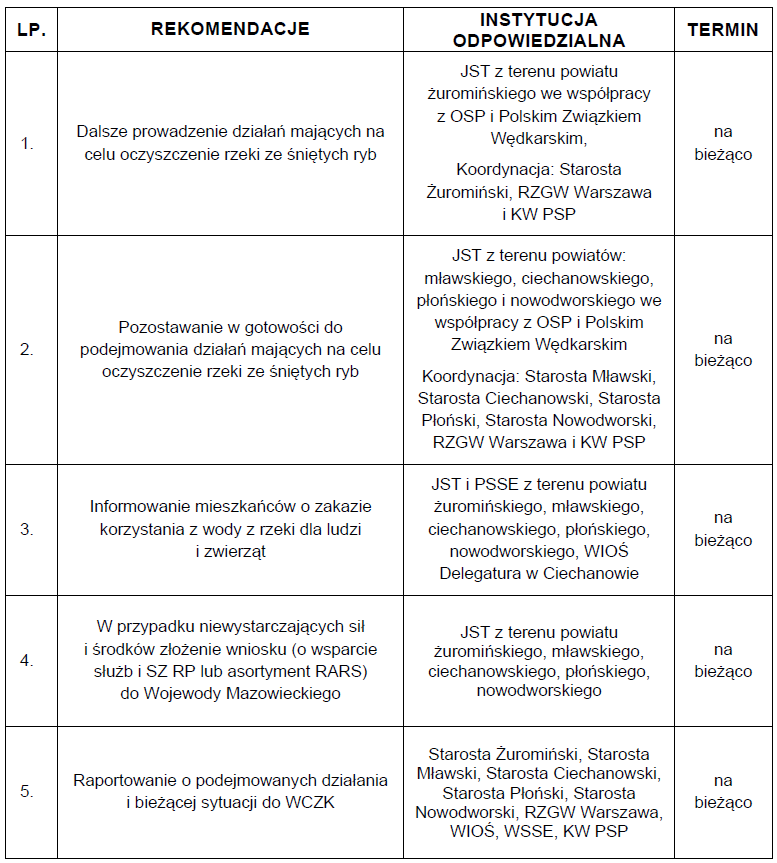 LP.
REKOMENDACJE
INSTYTUCJA
ODPOWIEDZIALNA
TERMIN
1.
Dalsze prowadzenie działań mających na
celu oczyszczenie rzeki ze śniętych ryb
JST z terenu powiatu
żuromińskiego we współpracy
z OSP i Polskim Związkiem
Wędkarskim,
Koordynacja: Starosta
Żuromiński, RZGW Warszawa
i KW PSP
na
bieżąco
2.
Pozostawanie w gotowości do
podejmowania działań mających na celu
oczyszczenie rzeki ze śniętych ryb
JST z terenu powiatów:
mławskiego, ciechanowskiego,
płońskiego i nowodworskiego we
współpracy z OSP i Polskim
Związkiem Wędkarskim
Koordynacja: Starosta Mławski,
Starosta Ciechanowski, Starosta
Płoński, Starosta Nowodworski,
RZGW Warszawa i KW PSP
na
bieżąco
3.
Informowanie mieszkańców o zakazie
korzystania z wody z rzeki dla ludzi
i zwierząt
JST i PSSE z terenu powiatu
żuromińskiego, mławskiego,
ciechanowskiego, płońskiego,
nowodworskiego, WIOŚ
Delegatura w Ciechanowie
na
bieżąco
4.
W przypadku niewystarczających sił
i środków złożenie wniosku (o wsparcie
służb i SZ RP lub asortyment RARS)
do Wojewody Mazowieckiego
JST z terenu powiatu
żuromińskiego, mławskiego,
ciechanowskiego, płońskiego,
nowodworskiego
na
bieżąco
5.
Raportowanie o podejmowanych działania
i bieżącej sytuacji do WCZK
Starosta Żuromiński, Starosta
Mławski, Starosta Ciechanowski,
Starosta Płoński, Starosta
Nowodworski, RZGW Warszawa,
WIOŚ, WSSE, KW PSP
na
bieżąco